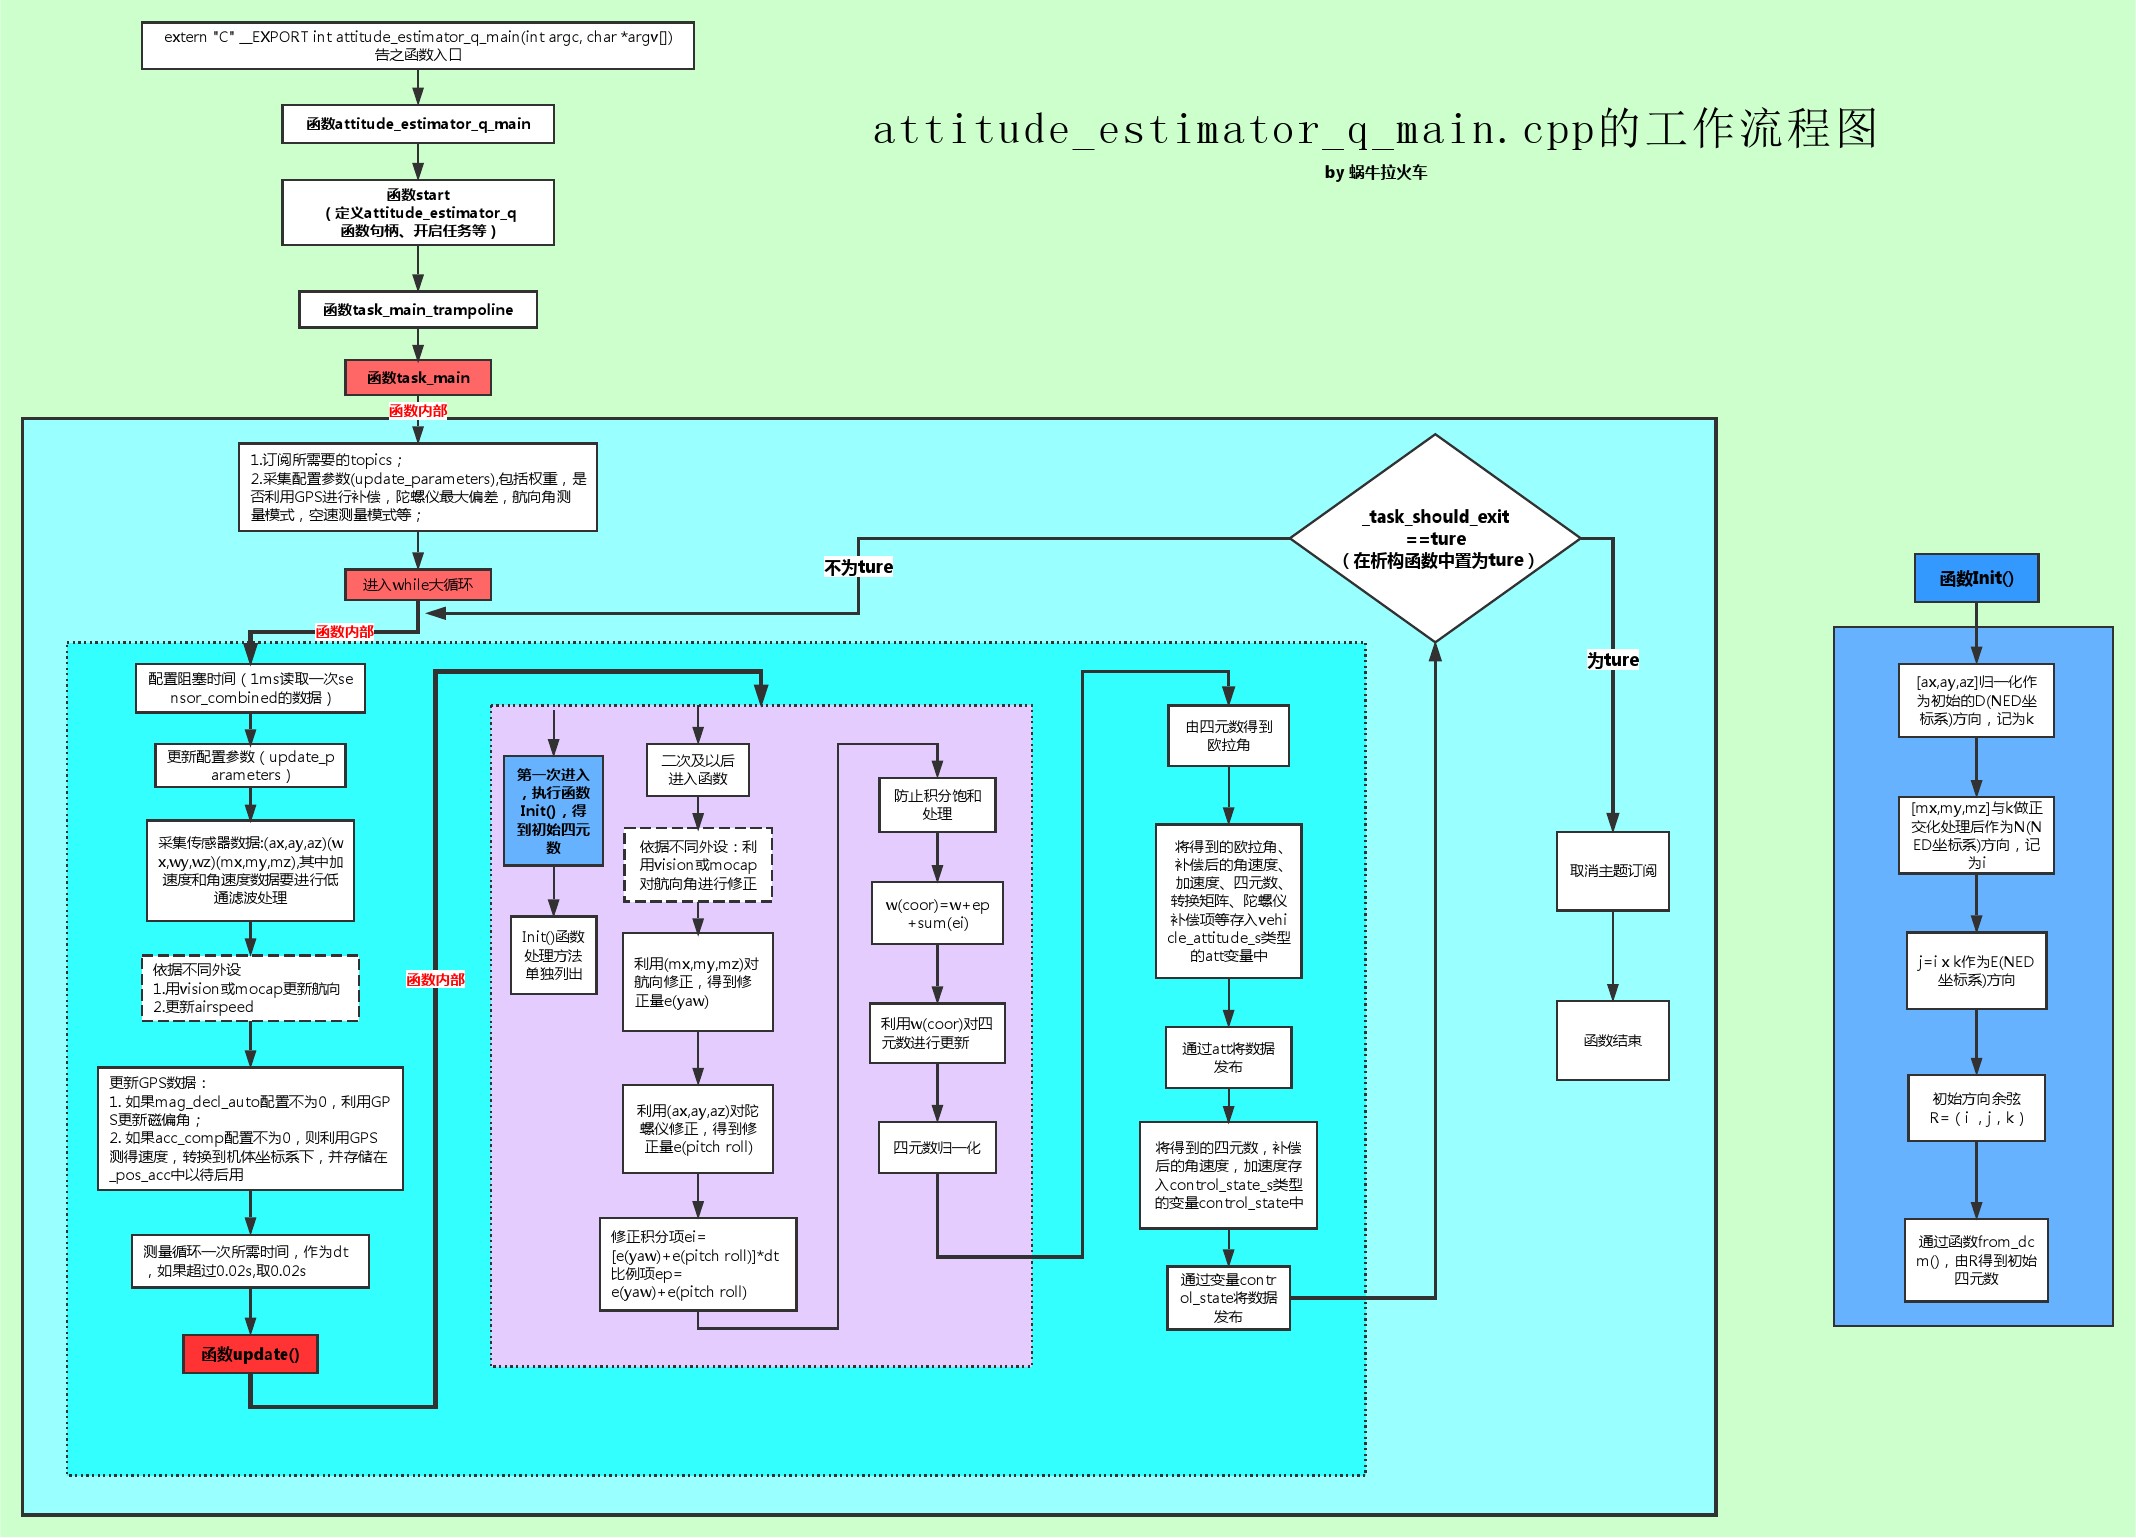 extern "C" __EXPORT int attitude_estimator_q_main(int argc, char *argv[])
告之函数入口
函数attitude_estimator_q_main
attitude_estimator_q_main.cpp的工作流程图
by 蜗牛拉火车
函数start
（定义attitude_estimator_q
函数句柄、开启任务等）
函数task_main_trampoline
函数task_main
函数内部
1.订阅所需要的topics；
2.采集配置参数(update_parameters),包括权重，是
否利用GPS进行补偿，陀螺仪最大偏差，航向角测
量模式，空速测量模式等；
进入while大循环
函数内部
_task_should_exit
==ture
（在析构函数中置为ture）
不为ture
为ture
配置阻塞时间（1ms读取一次se
nsor_combined的数据）
更新配置参数（update_p
arameters）
采集传感器数据:(ax,ay,az)(w
x,wy,wz)(mx,my,mz),其中加
速度和角速度数据要进行低
通滤波处理
依据不同外设
1.用vision或mocap更新航向
2.更新airspeed
更新GPS数据：
1. 如果mag_decl_auto配置不为0，利用GP
S更新磁偏角；
2. 如果acc_comp配置不为0，则利用GPS
测得速度，转换到机体坐标系下，并存储在
_pos_acc中以待后用
测量循环一次所需时间，作为dt
，如果超过0.02s,取0.02s
函数update()
函数内部
第一次进入
，执行函数
Init()，得
到初始四元
数
Init()函数
处理方法
单独列出
二次及以后
进入函数
依据不同外设：利
用vision或mocap
对航向角进行修正
利用(mx,my,mz)对
航向修正，得到修
正量e(yaw)
利用(ax,ay,az)对陀
螺仪修正，得到修
正量e(pitch roll)
修正积分项ei=
[e(yaw)+e(pitch roll)]*dt
比例项ep=
e(yaw)+e(pitch roll)
防止积分饱和
处理
w(coor)=w+ep
+sum(ei)
利用w(coor)对四
元数进行更新
四元数归一化
由四元数得到
欧拉角
将得到的欧拉角、
补偿后的角速度、
加速度、四元数、
转换矩阵、陀螺仪
补偿项等存入vehi
cle_attitude_s类型
的att变量中
通过att将数据
发布
将得到的四元数，补偿
后的角速度，加速度存
入control_state_s类型
的变量control_state中
通过变量contr
ol_state将数据
发布
取消主题订阅
函数结束
函数Init()
[ax,ay,az]归一化作
为初始的D(NED坐
标系)方向，记为k
[mx,my,mz]与k做正
交化处理后作为N(N
ED坐标系)方向，记
为i
j=i x k作为E(NED
坐标系)方向
初始方向余弦
R=（i ，j，k）
通过函数from_dc
m()，由R得到初始
四元数